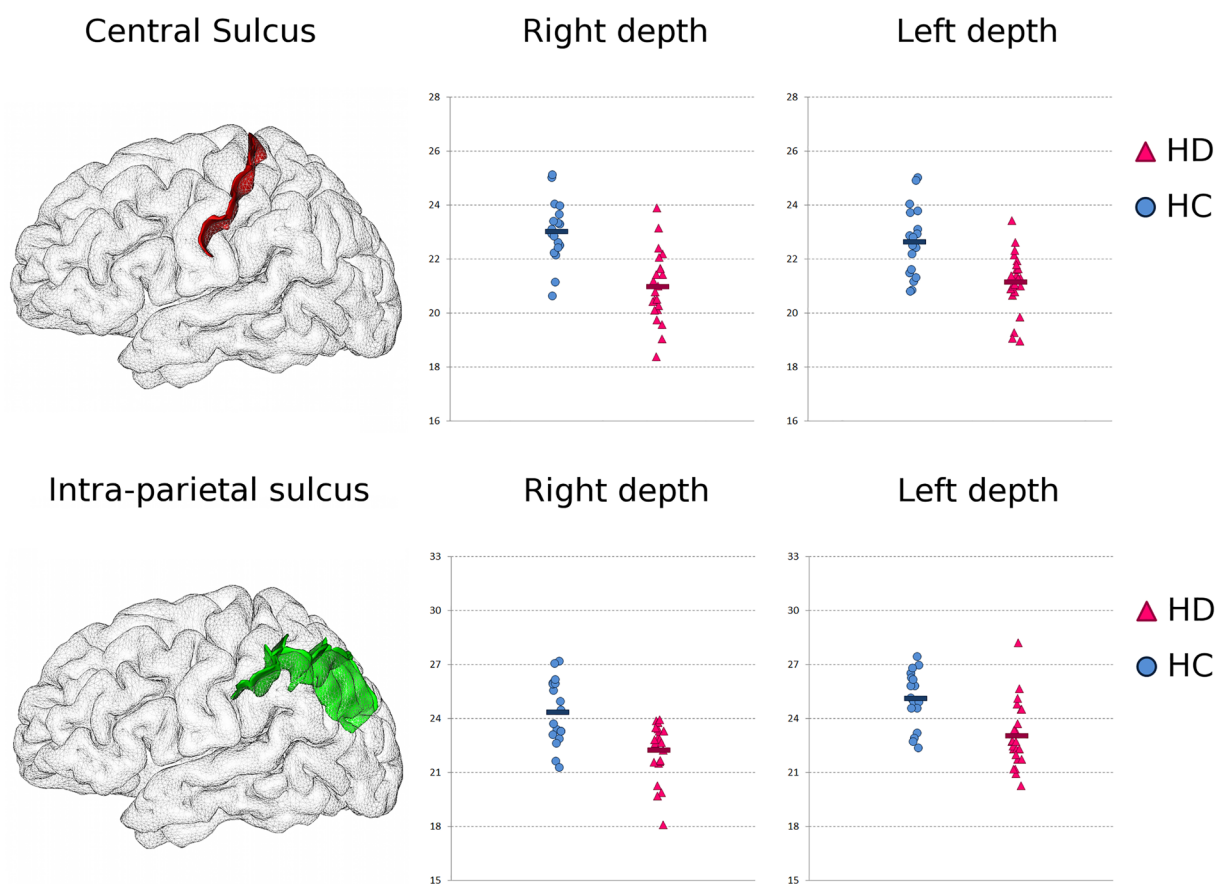 Central Sulcus
Right depth
Left depth
28
26
24
22
20
18
16
28
26
24
22
20
18
16
HD
HC
Intra-parietal sulcus
Right depth
Left depth
33
30
27
24
21
18
15
33
30
27
24
21
18
15
HD
HC